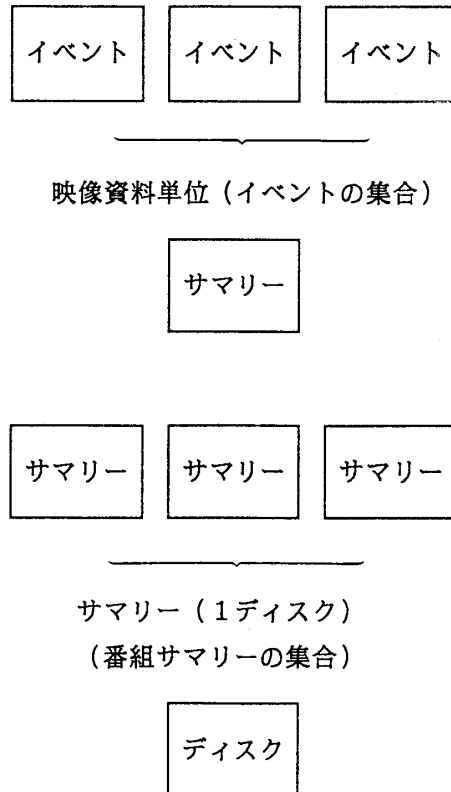 イベント イベント イベント
映像資料単位（イベントの集合）
サマリー
サマリー サマリー サマリー
サマリー（１ディスク）
（番組サマリーの集合）
ディスク